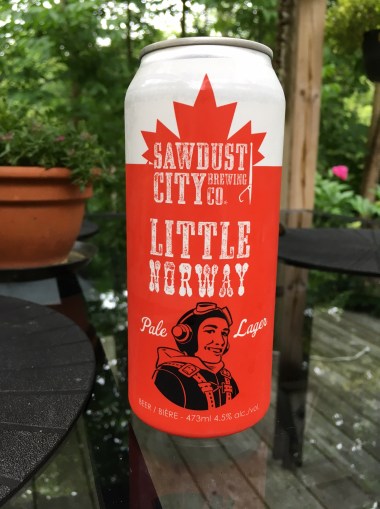 SAWDUST
CITY BREWING CO.®
LITTLE
NORWAY
Pale Lager
BEER / BIÈRE - 473ml 4.5% alc./vol.